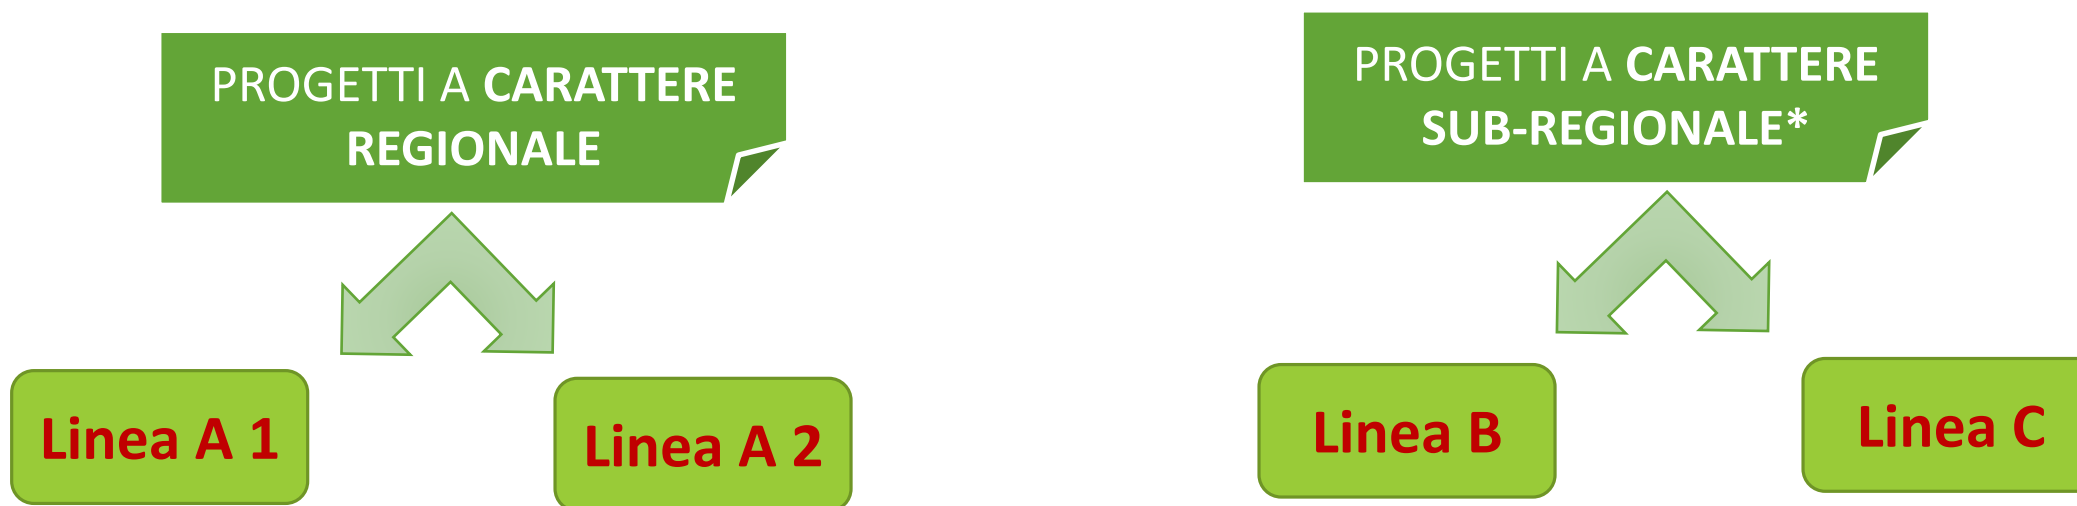 PROGETTI A CARATTERE
REGIONALE
PROGETTI A CARATTERE
SUB-REGIONALE*
Linea A 1
Linea A 2
Linea B
Linea C